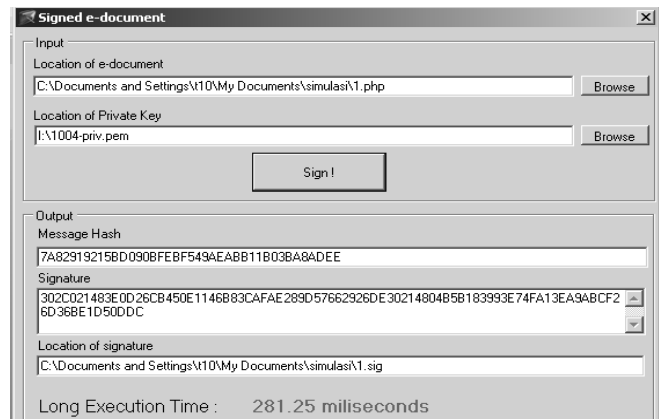 Signed e-document
Input
Location of e-document
C:\Documents and Settings\t10\My Documents\simulasi\1.php
Browse
Location of Private Key
I:\1004-priv.pem
Browse
Sign !
Output
Message Hash
7A82919215BD090BFEBF549AEABB11B03BA8ADEE
Signature
302C021483E0D26CB450E1146B83CAFAE289D57662926DE30214804B5B183993E74FA13EA9ABCF2
6D36BE1D50DDC
Location of signature
C:\Documents and Settings\t10\My Documents\simulasi\1.sig
Long Execution Time : 281.25 miliseconds